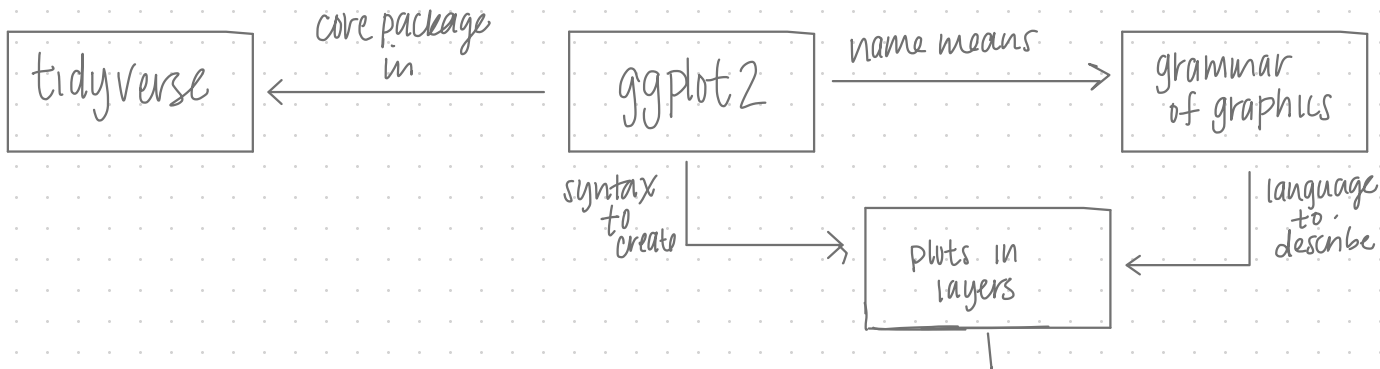 core package
in
tidyverse
ggplot2
name means
grammar
of graphics
syntax
to
create
plots in
layers
language
to
describe